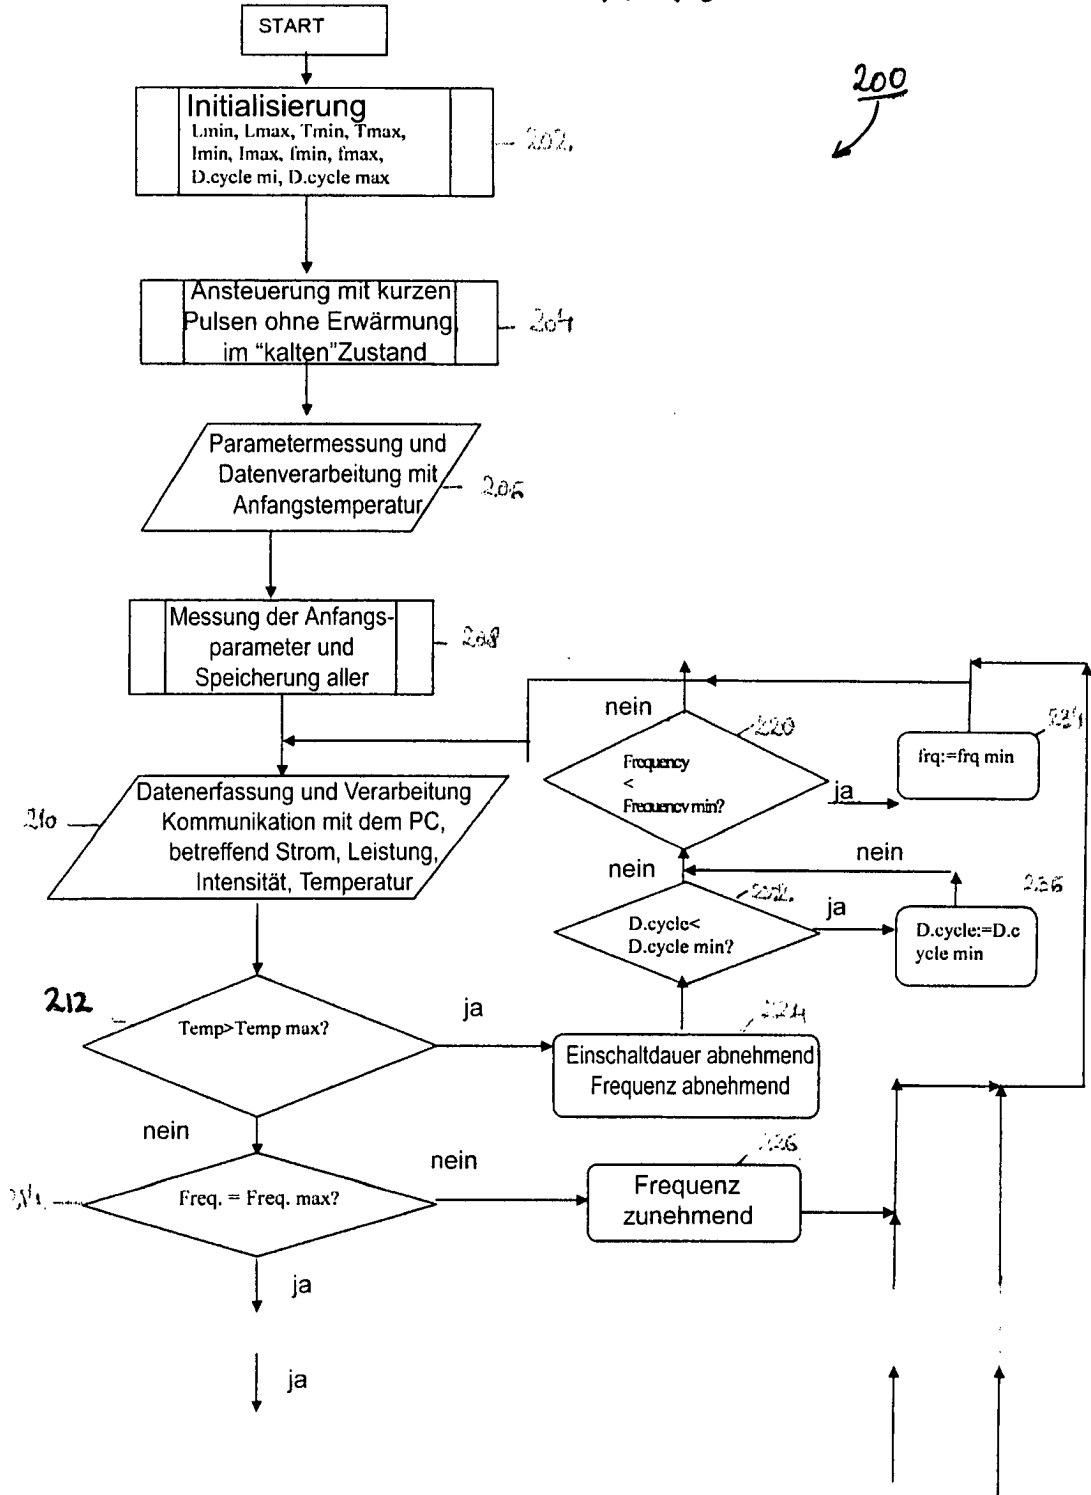 START
200
Initialisierung
Lmin, Lmax, Tmin, Tmax,
Imin, Imax, fmin, fmax,
D.cycle mi, D.cycle max
202.
Ansteuerung mit kurzen
Pulsen ohne Erwärmung
im “kalten”Zustand
204
Parametermessung und
Datenverarbeitung mit
Anfangstemperatur
206
Messung der Anfangs-
parameter und
Speicherung aller
208
nein
220
Frequency
<
Frequency min?
ja
frq:=frq min
Datenerfassung und Verarbeitung
Kommunikation mit dem PC,
betreffend Strom, Leistung,
Intensität, Temperatur
210
nein
nein
D.cycle<
D.cycle min?
ja
236
D.cycle:=D.c
ycle min
212
Temp>Temp max?
ja
224
Einschaltdauer abnehmend
Frequenz abnehmend
nein
Freq. = Freq. max?
nein
226
Frequenz
zunehmend
ja
ja